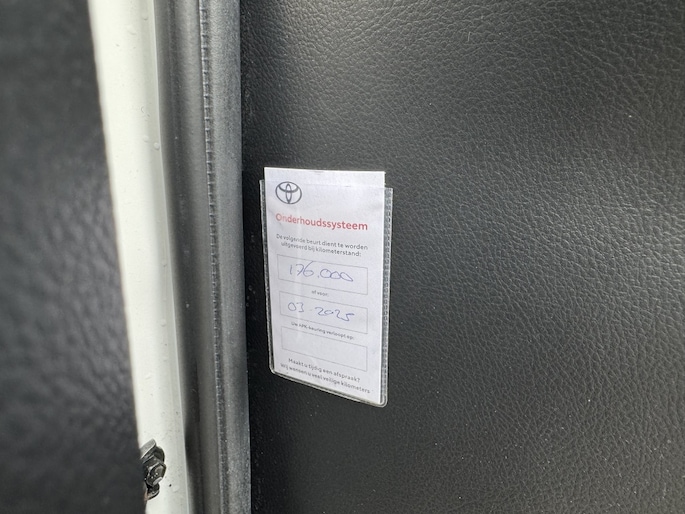 Onderhoudssysteem
De volgende beurt dient te worden
uitgevoerd bij kilometerstand:
176.000
of voor:
03-2025
Uw APK-keuring verloopt op:
Maakt u tijdig een afspraak?
Wij wensen u veel veilige kilometers